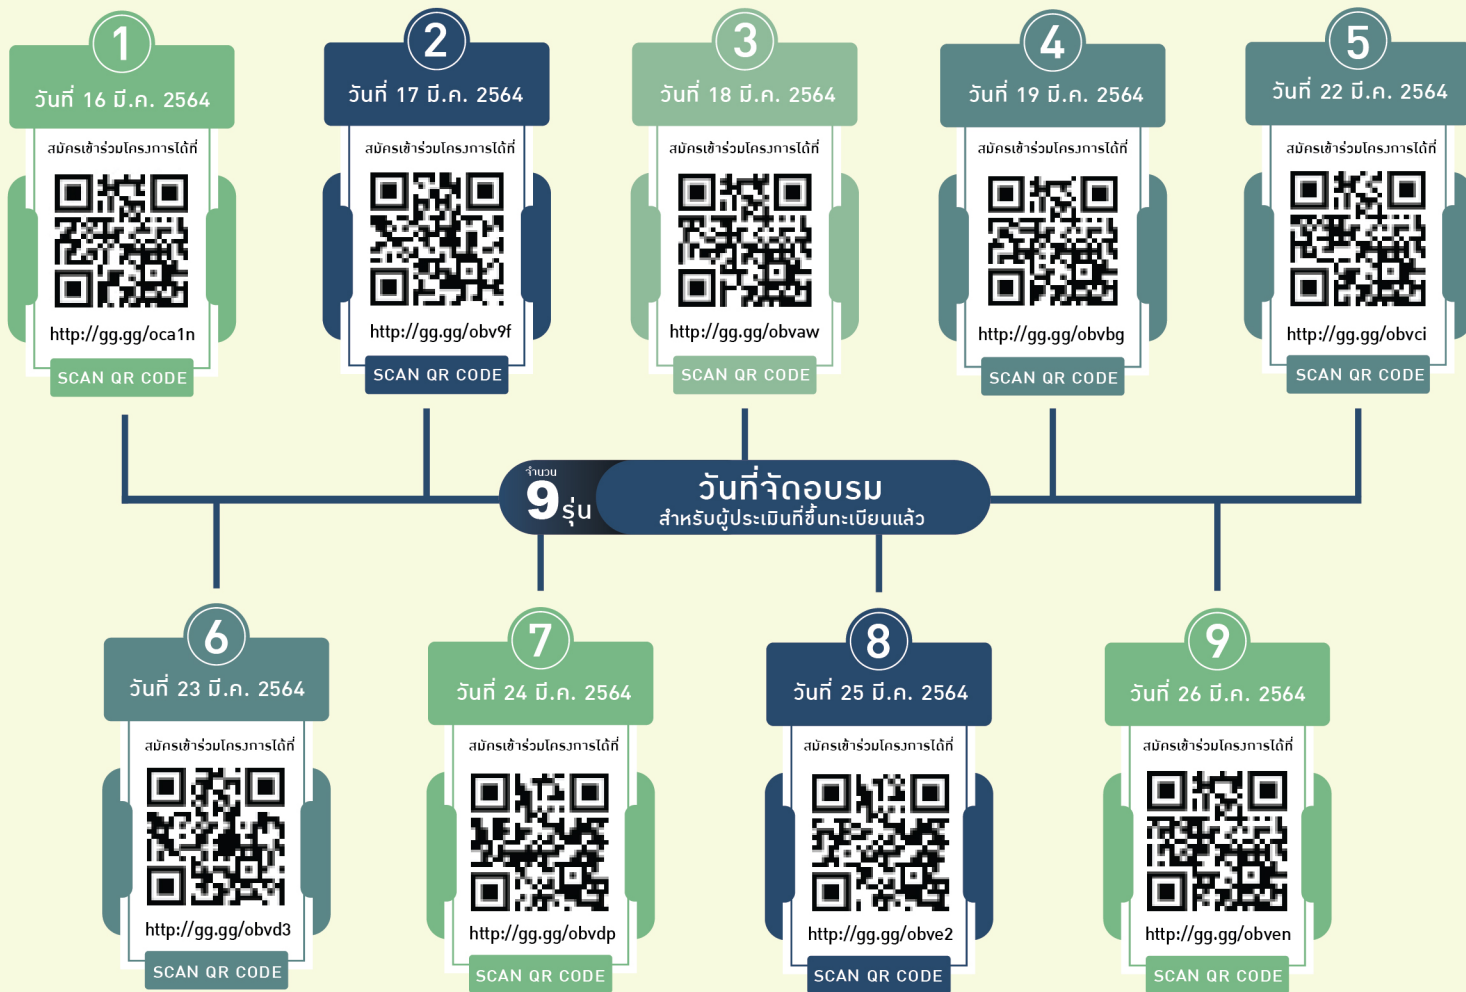 1
วันที่ 16 มี.ค. 2564
สมัครเข้าร่วมโครงการได้ที่
http://gg.gg/oca1n
SCAN QR CODE
2
วันที่ 17 มี.ค. 2564
สมัครเข้าร่วมโครงการได้ที่
http://gg.gg/obv9f
SCAN QR CODE
3
วันที่ 18 มี.ค. 2564
สมัครเข้าร่วมโครงการได้ที่
http://gg.gg/obvaw
SCAN QR CODE
4
วันที่ 19 มี.ค. 2564
สมัครเข้าร่วมโครงการได้ที่
http://gg.gg/obvbg
SCAN QR CODE
5
วันที่ 22 มี.ค. 2564
สมัครเข้าร่วมโครงการได้ที่
http://gg.gg/obvci
SCAN QR CODE
จำนวน
9 รุ่น
วันที่จัดอบรม
สำหรับผู้ประเมินที่ขึ้นทะเบียนแล้ว
6
วันที่ 23 มี.ค. 2564
สมัครเข้าร่วมโครงการได้ที่
http://gg.gg/obvd3
SCAN QR CODE
7
วันที่ 24 มี.ค. 2564
สมัครเข้าร่วมโครงการได้ที่
http://gg.gg/obvdp
SCAN QR CODE
8
วันที่ 25 มี.ค. 2564
สมัครเข้าร่วมโครงการได้ที่
http://gg.gg/obve2
SCAN QR CODE
9
วันที่ 26 มี.ค. 2564
สมัครเข้าร่วมโครงการได้ที่
http://gg.gg/obven
SCAN QR CODE